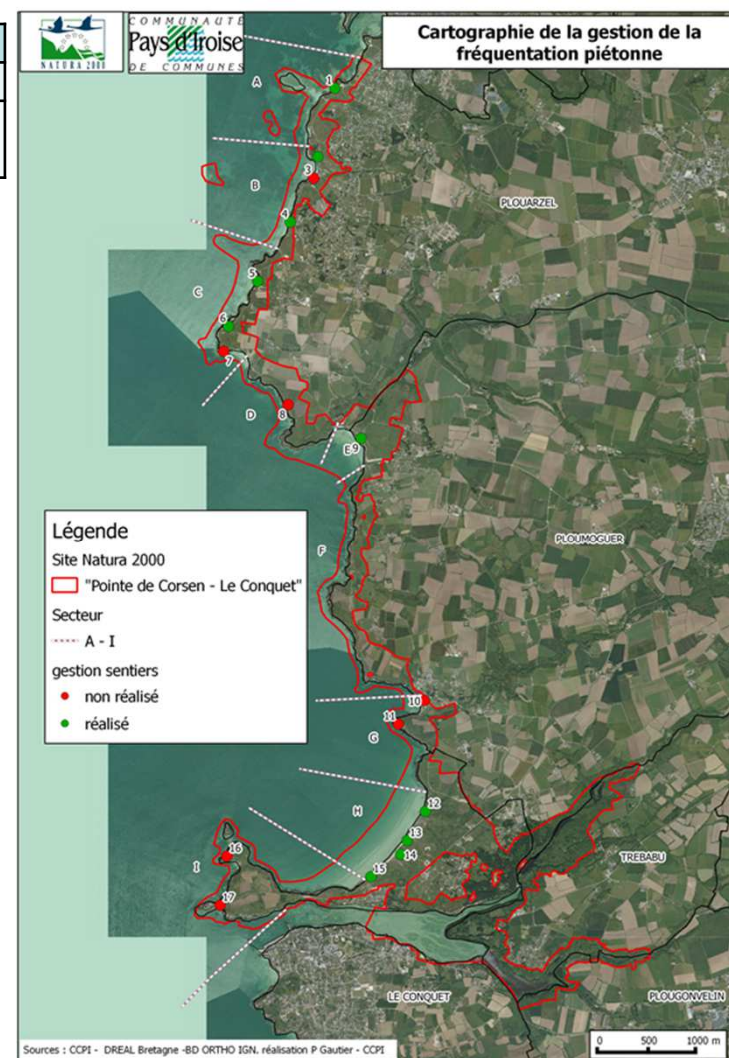 NATURA 2000
COMMUNAUTÉ
Pays d'Iroise
DE COMMUNES
Cartographie de la gestion de la
fréquentation piétonne
A
1
B
3
PLOUARZEL
4
C
5
6
7
D
8
E
9
Légende
Site Natura 2000
"Pointe de Corsen - Le Conquet"
Secteur
A - I
gestion sentiers
non réalisé
réalisé
F
PLOUMOGUER
10
11
G
H
12
13
14
15
I
16
17
TREBABU
LE CONQUET
PLOUGONVELIN
Sources : CCPI - DREAL Bretagne -BD ORTHO IGN. réalisation P Gautier - CCPI
0 500 1000 m